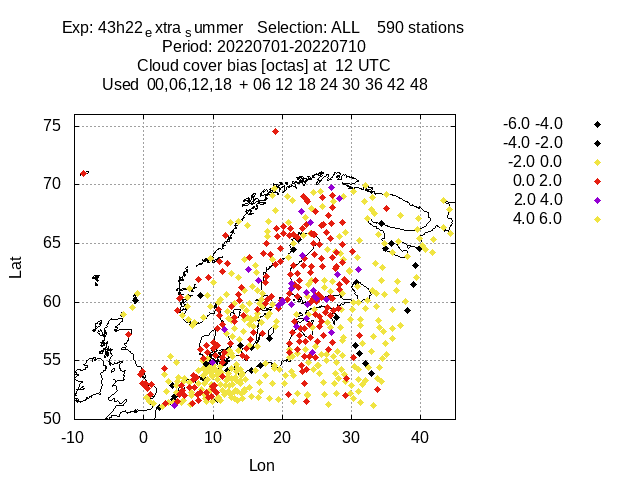 Exp: 43h22extrasummer   Selection: ALL    590 stations
Period: 20220701-20220710
Cloud cover bias [octas] at  12 UTC
Used  00,06,12,18  + 06 12 18 24 30 36 42 48
-6.0 -4.0
-4.0 -2.0
-2.0 0.0
0.0 2.0
2.0 4.0
4.0 6.0
75
70
65
60
55
50
Lat
-10 0 10 20 30 40
Lon